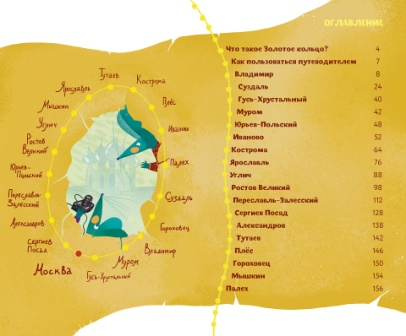 Тутаев
Кострома
Ярославль
Плёс
Мышкин
Углич
Иваново
Ростов
Великий
Палех
Юрьев-
Польский
Переславль-
Залесский
Суздаль
Александров
Гороховец
Сергиев
Посад
Владимир
Муром
Москва
Гусь-Хрустальный
ОГЛАВЛЕНИЕ
Что такое Золотое кольцо? 4
Как пользоваться путеводителем 7
Владимир 8
Суздаль 24
Гусь-Хрустальный 40
Муром 42
Юрьев-Польский 48
Иваново 52
Кострома 64
Ярославль 76
Углич 88
Ростов Великий 98
Переславль-Залесский 112
Сергиев Посад 128
Александров 138
Тутаев 142
Плёс 146
Гороховец 150
Мышкин 154
Палех 156